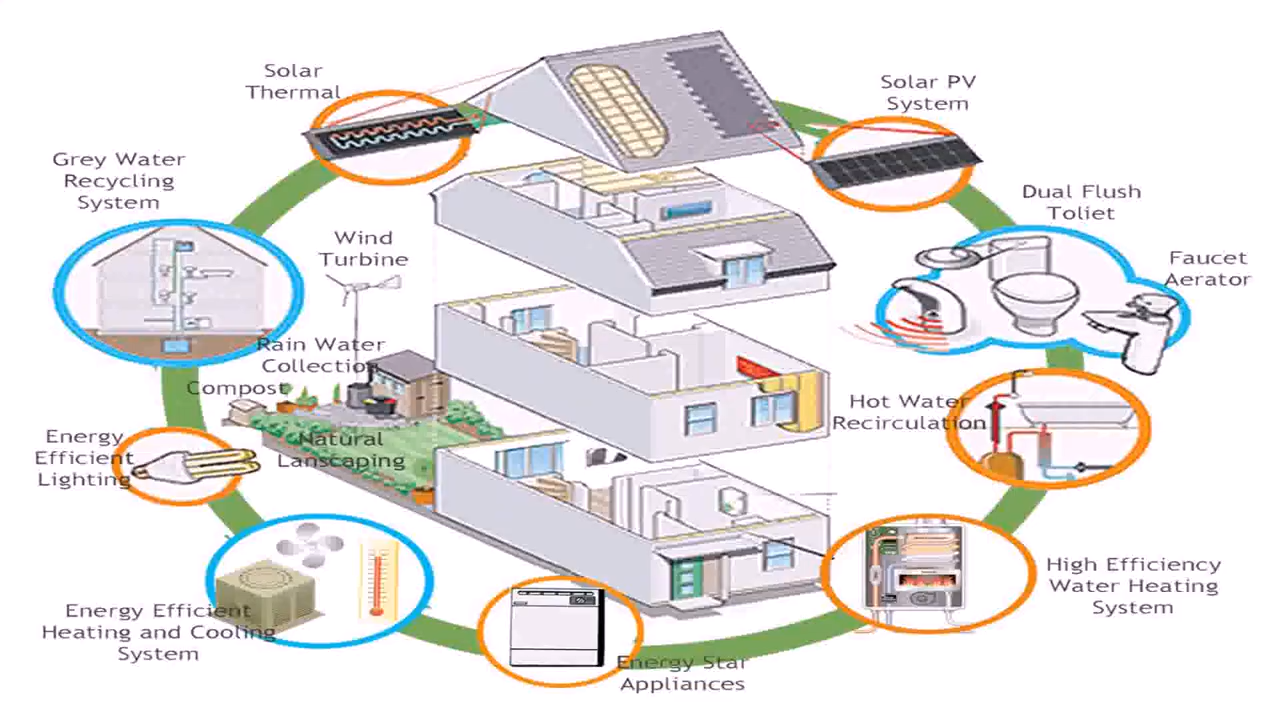 Solar
Thermal
Solar PV
System
Grey Water
Recycling
System
Dual Flush
Toliet
Wind
Turbine
Faucet
Aerator
Rain Water
Collection
Compost
Hot Water
Recirculation
Energy
Efficient
Lighting
Natural
Lanscaping
High Efficiency
Water Heating
System
Energy Efficient
Heating and Cooling
System
Energy Star
Appliances